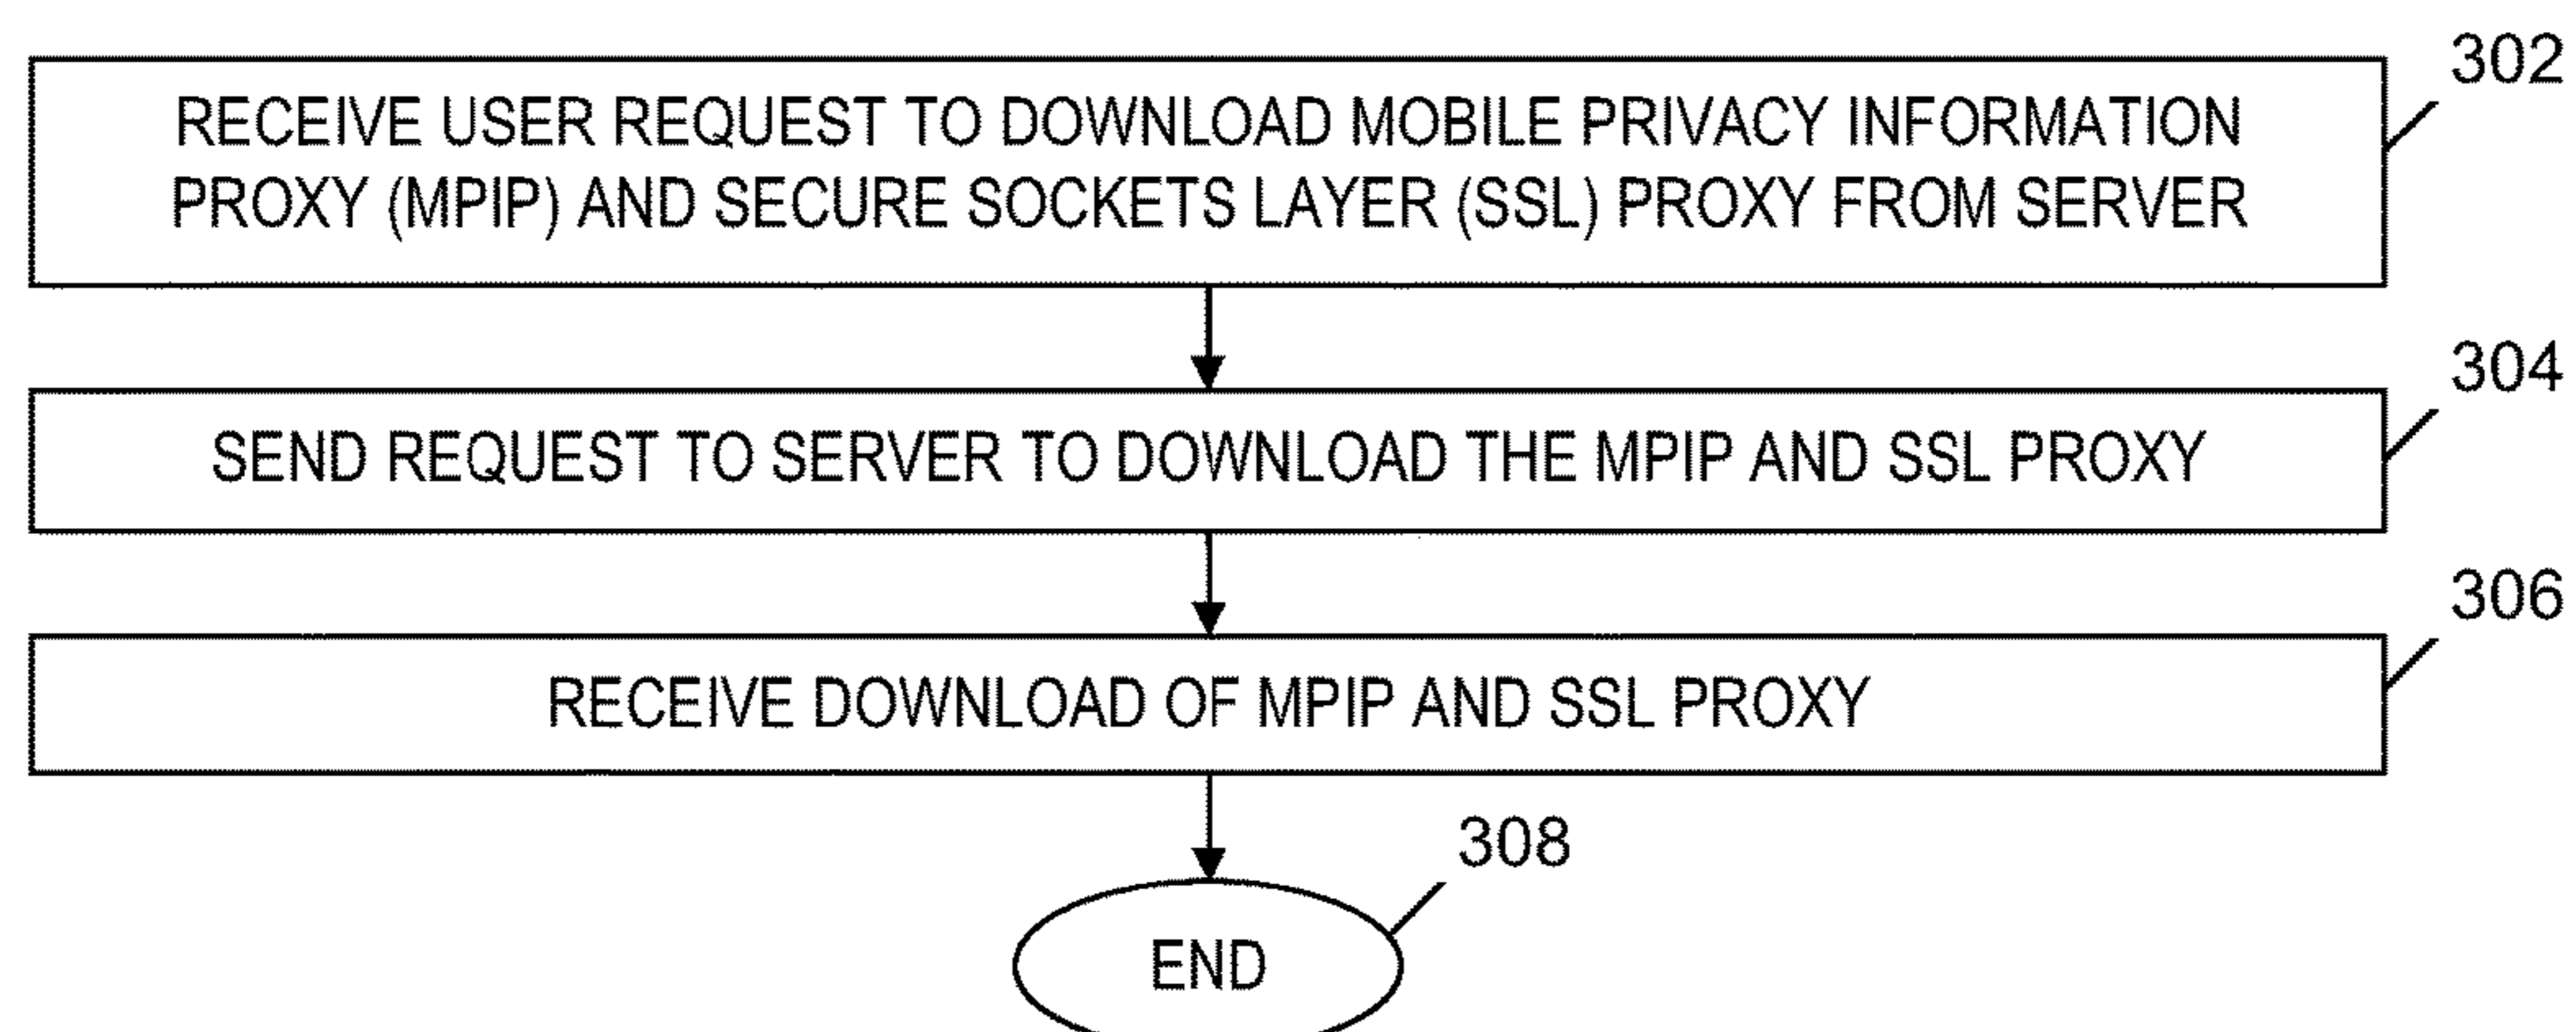 302
RECEIVE USER REQUEST TO DOWNLOAD MOBILE PRIVACY INFORMATION
PROXY (MPIP) AND SECURE SOCKETS LAYER (SSL) PROXY FROM SERVER
304
SEND REQUEST TO SERVER TO DOWNLOAD THE MPIP AND SSL PROXY
306
RECEIVE DOWNLOAD OF MPIP AND SSL PROXY
308
END